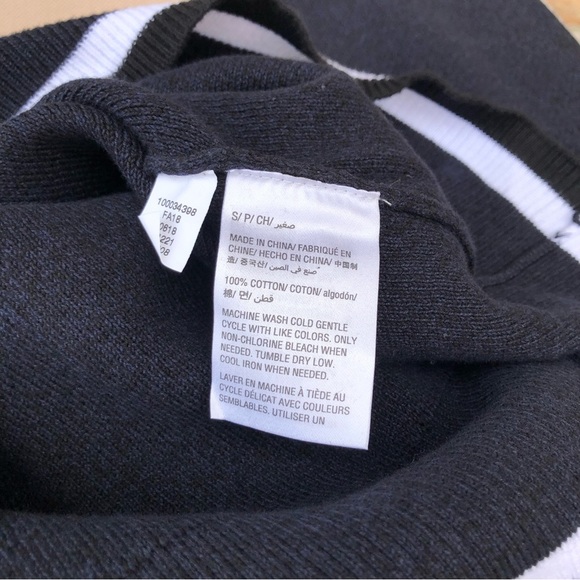 100034398
FA18
0818
221
08
S/ P/ CH/ صغير
MADE IN CHINA/ FABRIQUÉ EN
CHINE/ HECHO EN CHINA/ 中国制
造/ 중국산/ صنع في الصين
100% COTTON/ COTON/ algodón/
棉/ 면/ قطن
MACHINE WASH COLD GENTLE
CYCLE WITH LIKE COLORS. ONLY
NON-CHLORINE BLEACH WHEN
NEEDED. TUMBLE DRY LOW.
COOL IRON WHEN NEEDED.
LAVER EN MACHINE À TIÈDE AU
CYCLE DÉLICAT AVEC COULEURS
SEMBLABLES. UTILISER UN